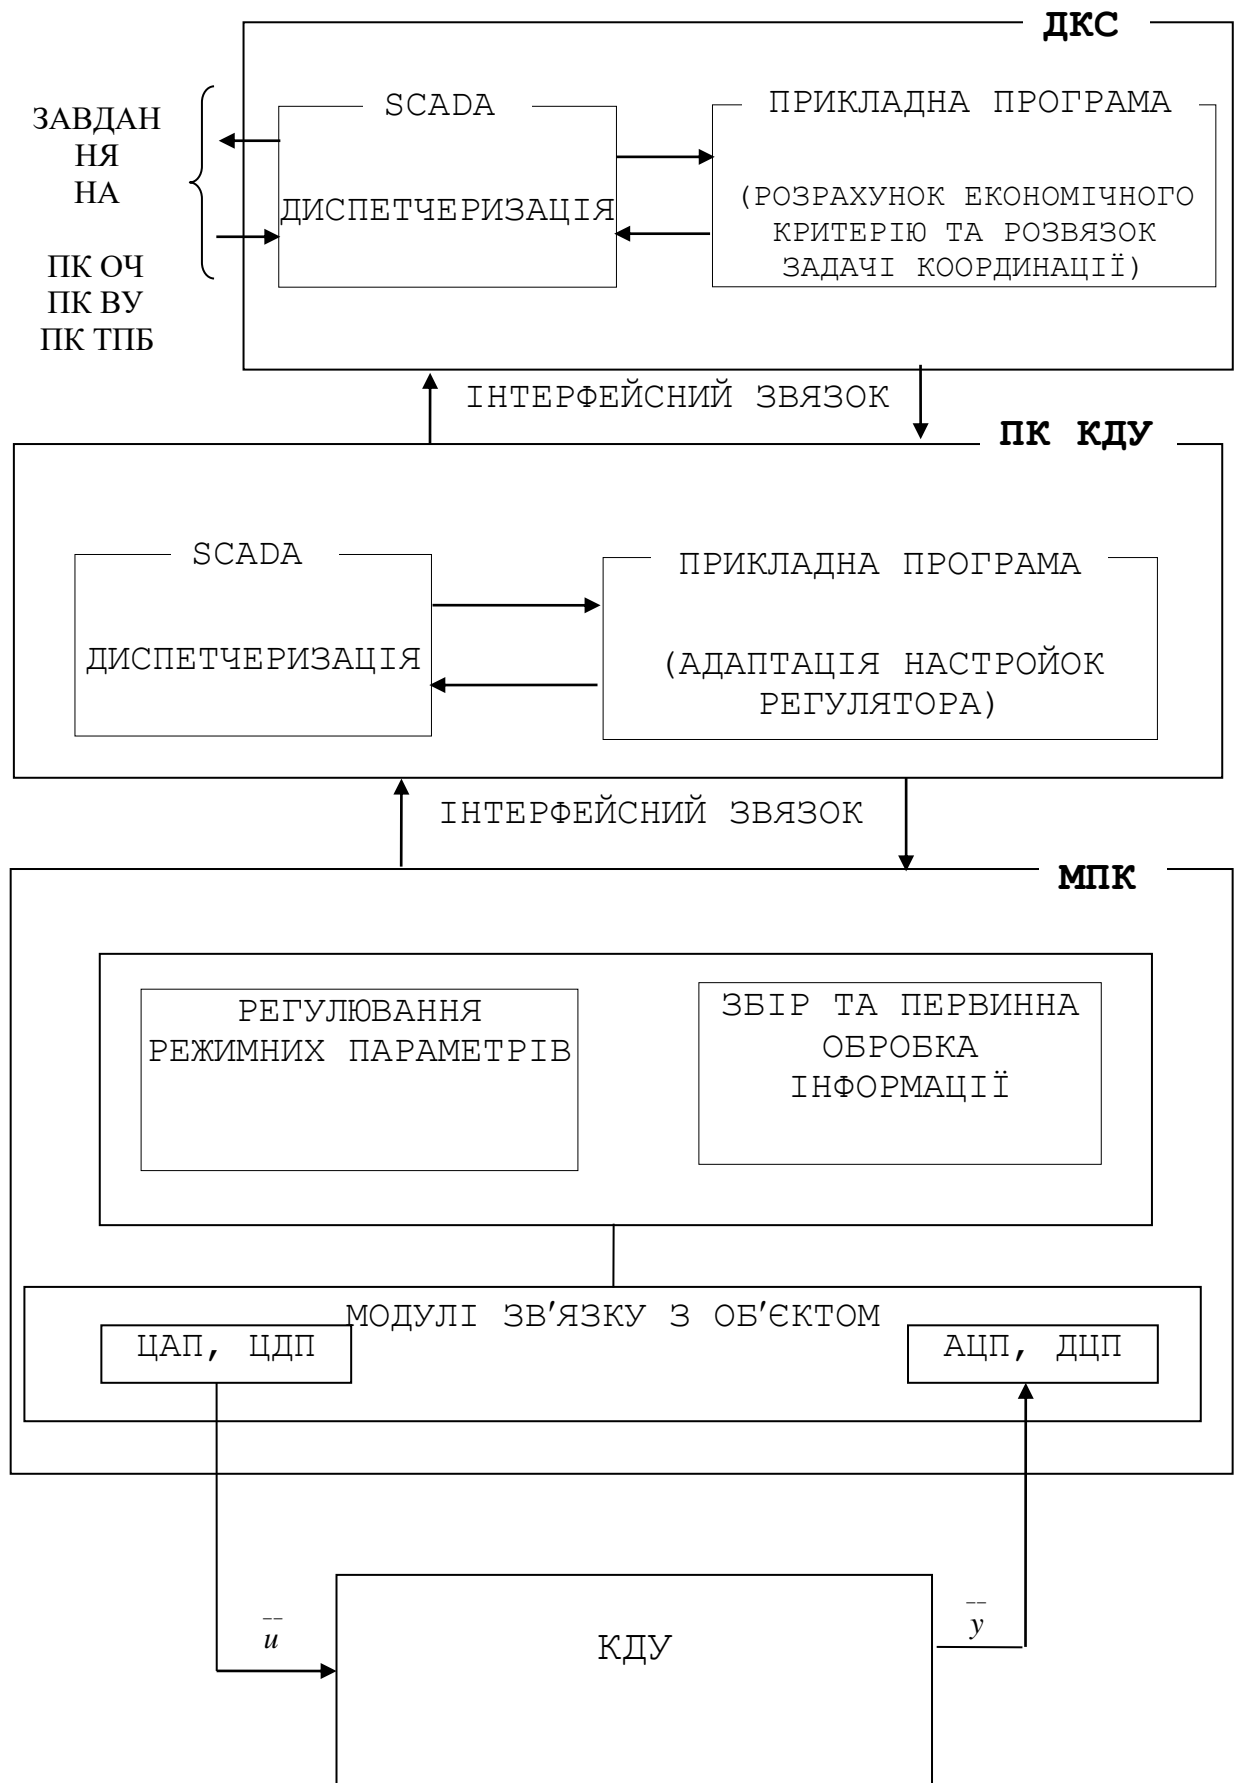 ДКС
ЗАВДАН
НЯ
НА
ПК ОЧ
ПК ВУ
ПК ТПБ
SCADA
ДИСПЕТЧЕРИЗАЦІЯ
ПРИКЛАДНА ПРОГРАМА
(РОЗРАХУНОК ЕКОНОМІЧНОГО
КРИТЕРІЮ ТА РОЗВЯЗОК
ЗАДАЧІ КООРДИНАЦІЇ)
ІНТЕРФЕЙСНИЙ ЗВЯЗОК
ПК КДУ
SCADA
ДИСПЕТЧЕРИЗАЦІЯ
ПРИКЛАДНА ПРОГРАМА
(АДАПТАЦІЯ НАСТРОЙОК
РЕГУЛЯТОРА)
ІНТЕРФЕЙСНИЙ ЗВЯЗОК
МПК
РЕГУЛЮВАННЯ
РЕЖИМНИХ ПАРАМЕТРІВ
ЗБІР ТА ПЕРВИННА
ОБРОБКА
ІНФОРМАЦІЇ
МОДУЛІ ЗВ'ЯЗКУ З ОБ'ЄКТОМ
ЦАП, ЦДП
АЦП, ДЦП
u
y
КДУ